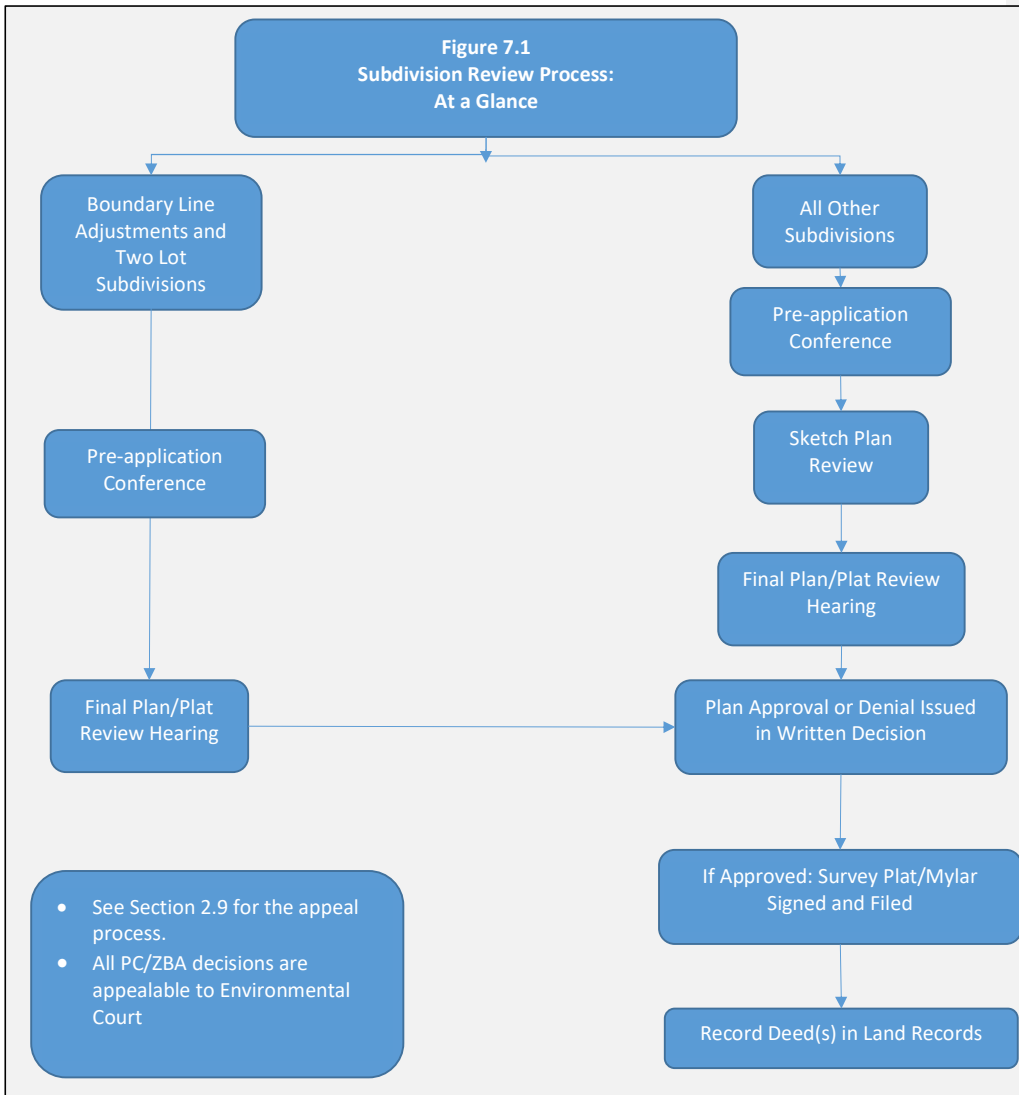 Figure 7.1
Subdivision Review Process:
At a Glance
Boundary Line
Adjustments and
Two Lot
Subdivisions
Pre-application
Conference
Final Plan/Plat
Review Hearing
All Other
Subdivisions
Pre-application
Conference
Sketch Plan
Review
Final Plan/Plat Review
Hearing
Plan Approval or Denial Issued
in Written Decision
If Approved: Survey Plat/Mylar
Signed and Filed
Record Deed(s) in Land Records
• See Section 2.9 for the appeal
process.
• All PC/ZBA decisions are
appealable to Environmental
Court